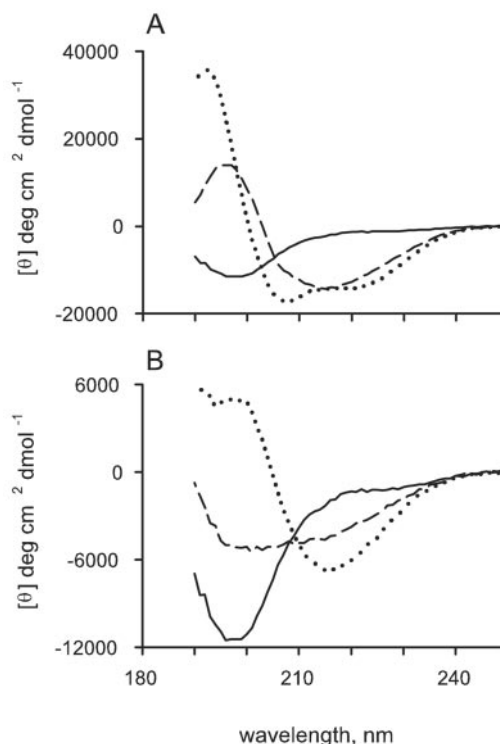 A
40000
20000
0
-20000
[θ] deg cm ² dmol ⁻¹
B
6000
0
-6000
-12000
[θ] deg cm ² dmol ⁻¹
180
210
240
wavelength, nm